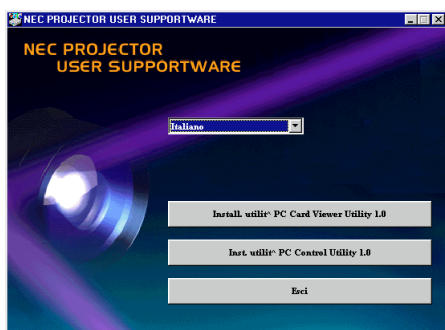 NEC PROJECTOR USER SUPPORTWARE
NEC PROJECTOR
USER SUPPORTWARE
Italiano
Install. utilit^ PC Card Viewer Utility 1.0
Inst. utilit^ PC Control Utility 1.0
Esci